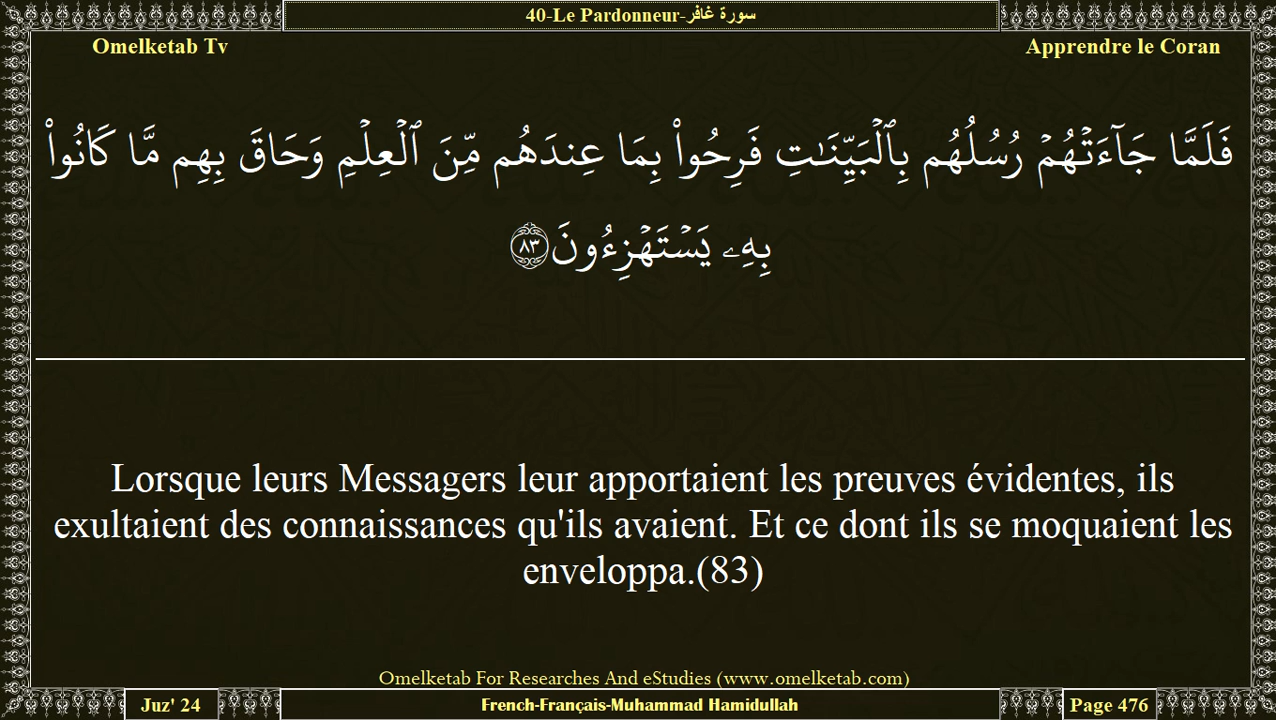 40-Le Pardonneur-سورة غافر
Omelketab Tv
Apprendre le Coran
فَلَمَّا جَآءَتۡهُمۡ رُسُلُهُم بِٱلۡبَيِّنَٰتِ فَرِحُواْ بِمَا عِندَهُم مِّنَ ٱلۡعِلۡمِ وَحَاقَ بِهِم مَّا كَانُواْ
بِهِۦ يَسۡتَهۡزِءُونَ ٨٣
Lorsque leurs Messagers leur apportaient les preuves évidentes, ils
exultaient des connaissances qu'ils avaient. Et ce dont ils se moquaient les
enveloppa.(83)
Omelketab For Researches And eStudies (www.omelketab.com)
Juz' 24
French-Français-Muhammad Hamidullah
Page 476